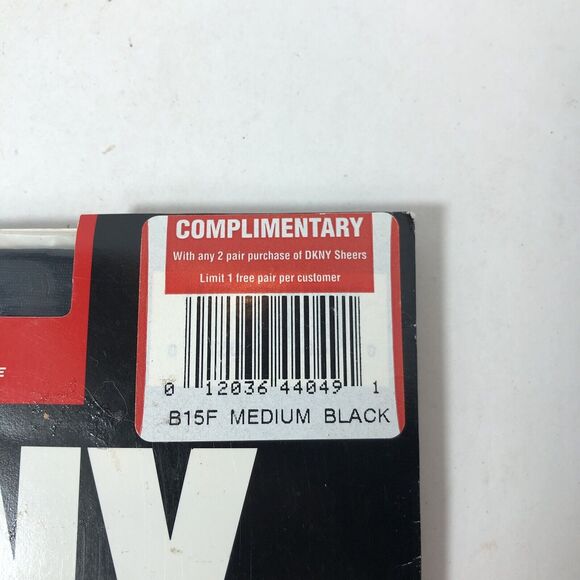 COMPLIMENTARY
With any 2 pair purchase of DKNY Sheers
Limit 1 free pair per customer
0 12036 44049 1
B15F MEDIUM BLACK
E
NY